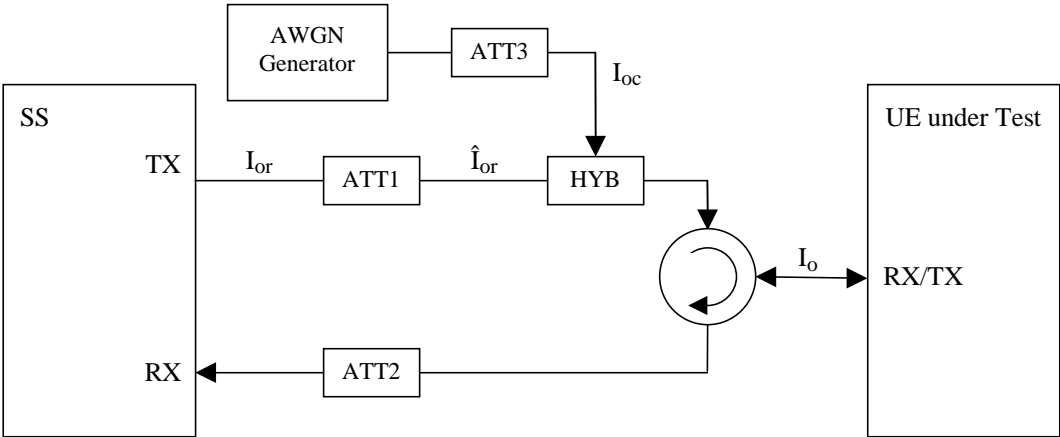 AWGN
Generator
ATT3
I_oc
SS
UE under Test
TX
I_or
ATT1
Î_or
HYB
I_o
RX/TX
RX
ATT2